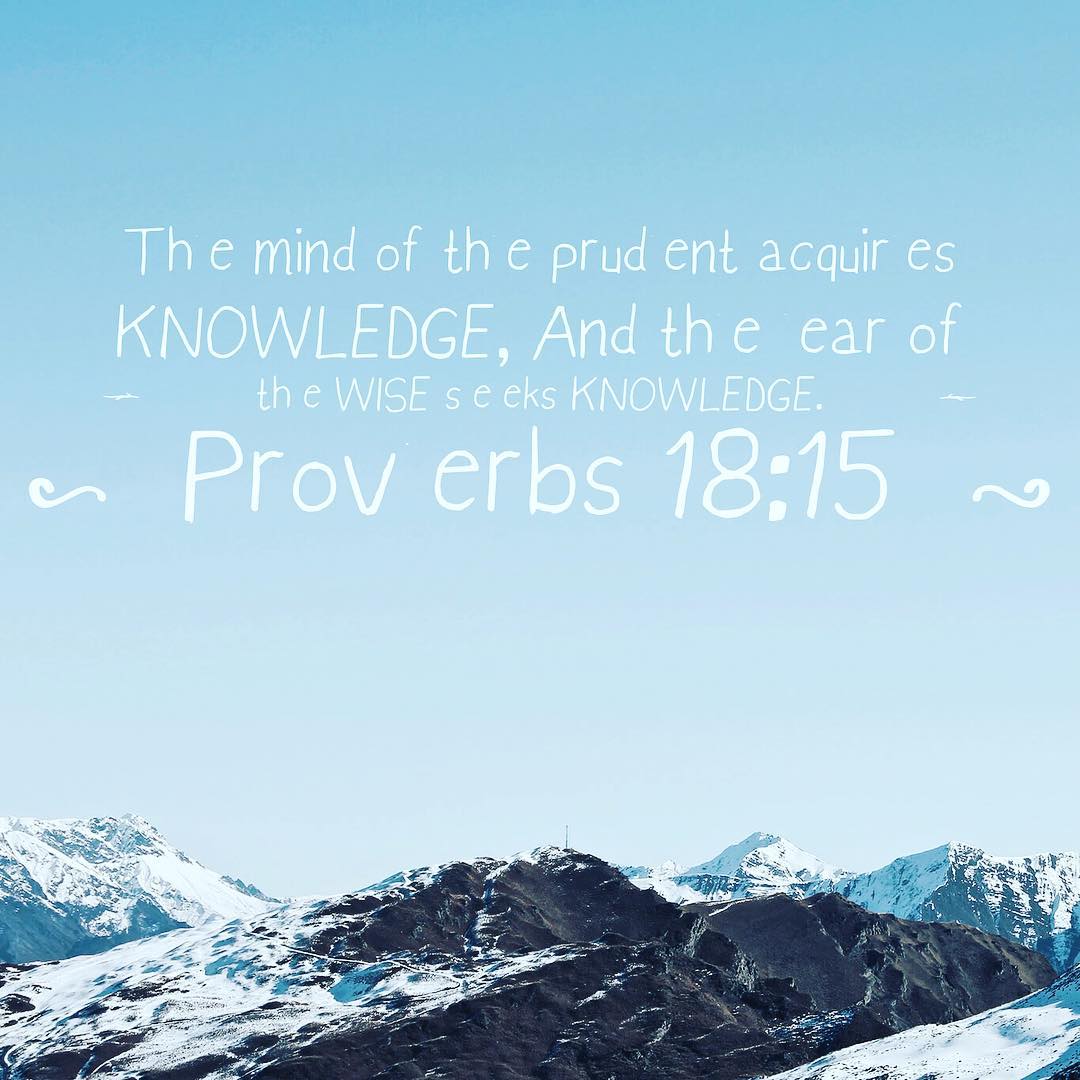 The mind of the prudent acquires
KNOWLEDGE, And the ear of
the WISE seeks KNOWLEDGE.
Proverbs 18:15